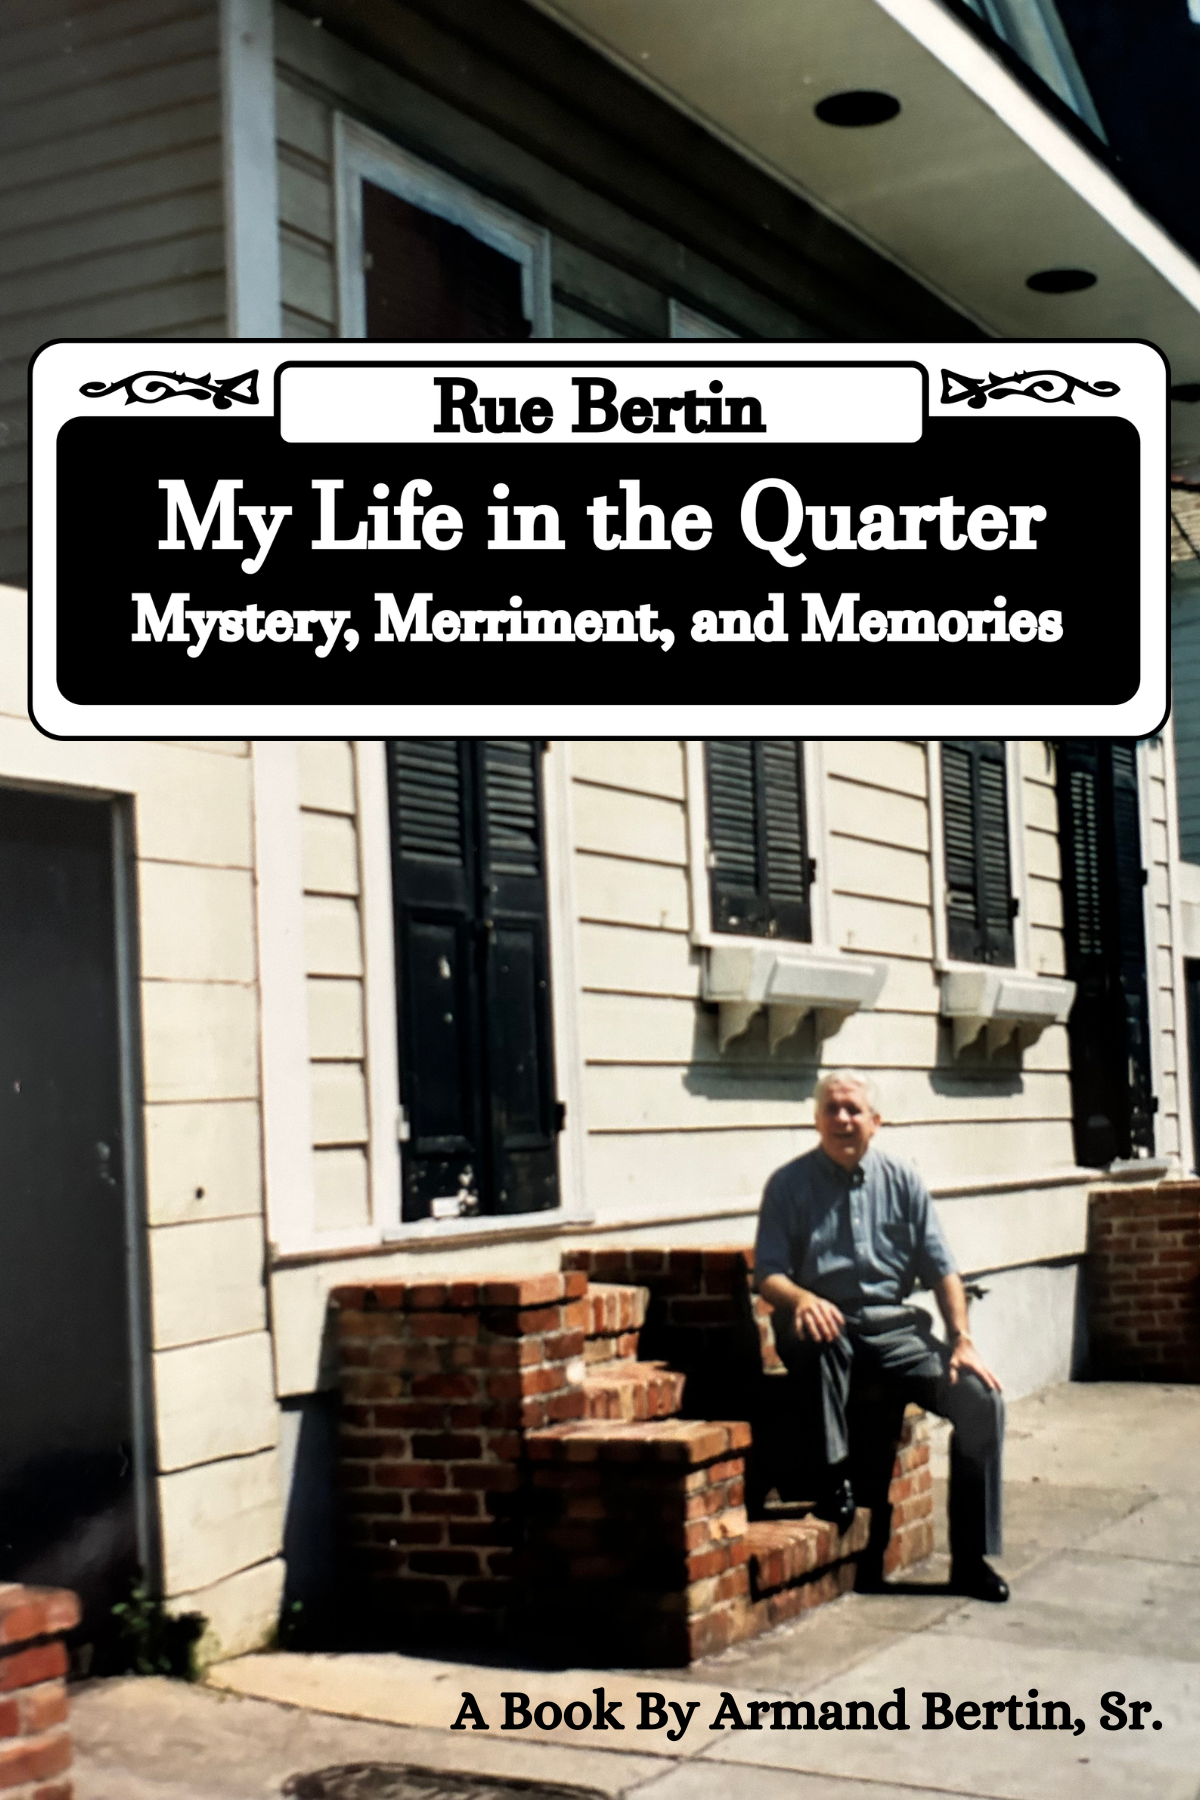 Rue Bertin
My Life in the Quarter
Mystery, Merriment, and Memories
A Book By Armand Bertin, Sr.